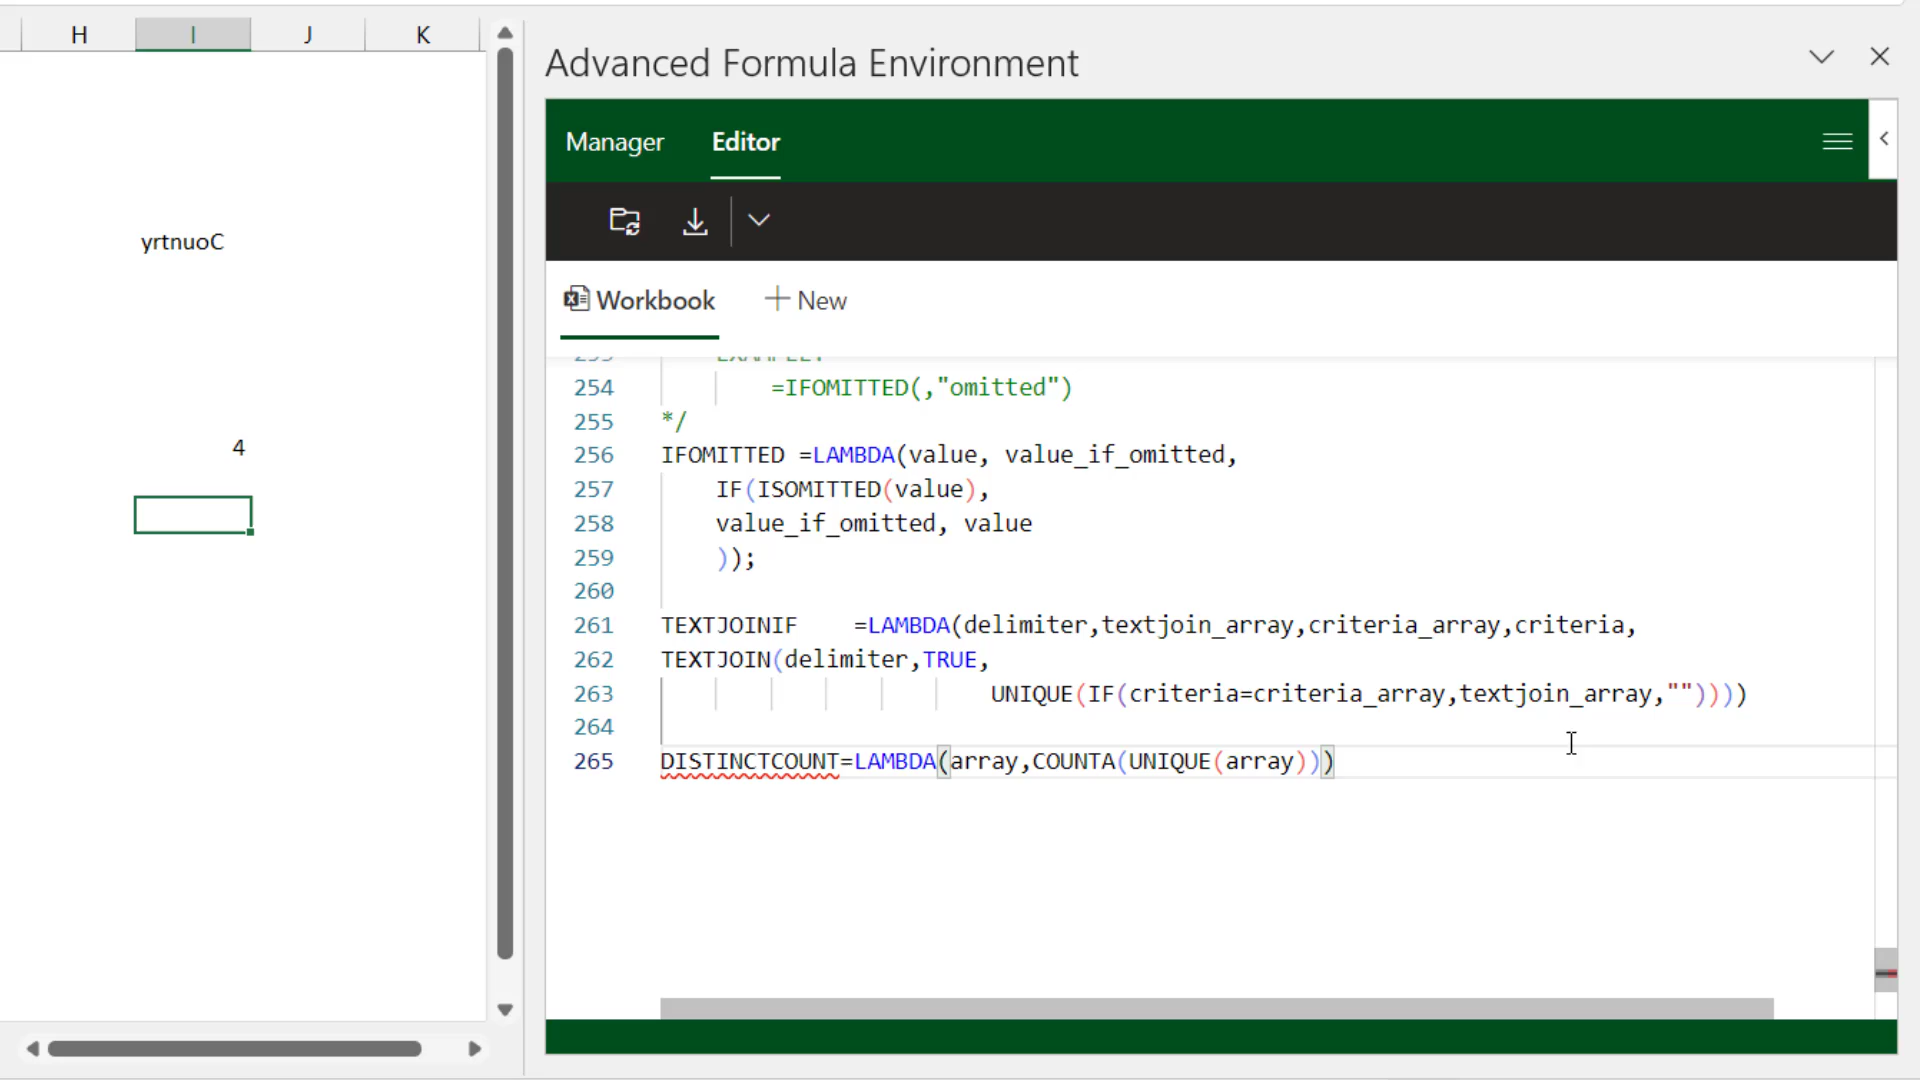 H I J K
yrtnuoC
4
Advanced Formula Environment
Manager Editor
Workbook New
254 =IFOMITTED(,"omitted")
255 */
256 IFOMITTED =LAMBDA(value, value_if_omitted,
257 IF(ISOMITTED(value),
258 value_if_omitted, value
259 ));
260
261 TEXTJOINIF =LAMBDA(delimiter,textjoin_array,criteria_array,criteria,
262 TEXTJOIN(delimiter,TRUE,
263 UNIQUE(IF(criteria=criteria_array,textjoin_array,""))))
264
265 DISTINCTCOUNT=LAMBDA(array,COUNTA(UNIQUE(array)))